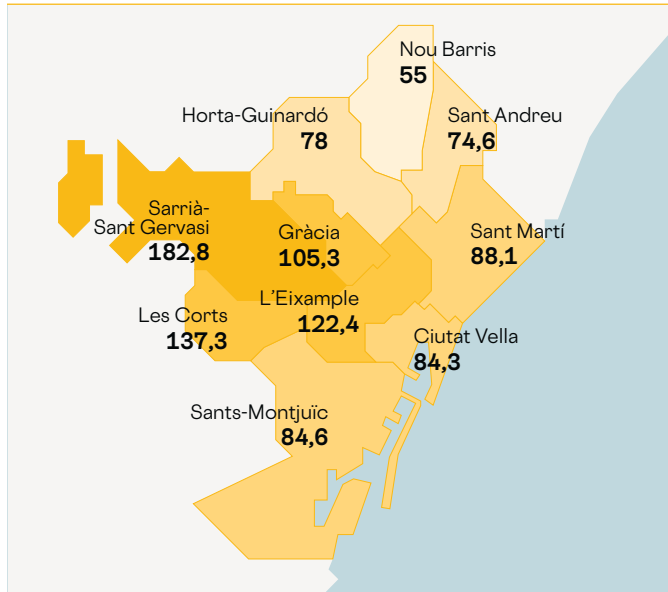 Nou Barris
55
Horta-Guinardó
78
Sant Andreu
74,6
Sarrià-
Sant Gervasi
182,8
Gràcia
105,3
Sant Martí
88,1
L'Eixample
122,4
Les Corts
137,3
Ciutat Vella
84,3
Sants-Montjuïc
84,6